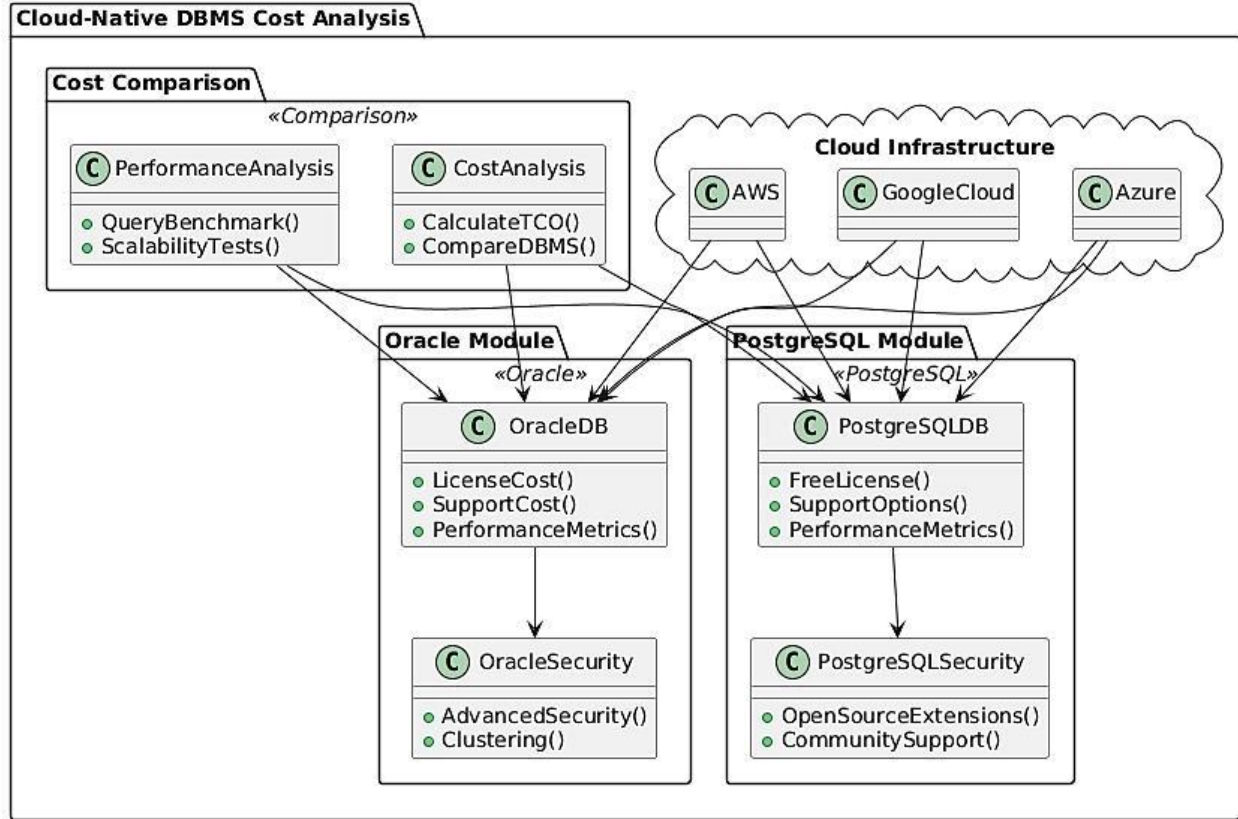 Cloud-Native DBMS Cost Analysis
Cost Comparison
«Comparison»
C PerformanceAnalysis
QueryBenchmark()
ScalabilityTests()
C CostAnalysis
CalculateTCO()
CompareDBMS()
Cloud Infrastructure
C AWS
C GoogleCloud
C Azure
Oracle Module
«Oracle»
C OracleDB
LicenseCost()
SupportCost()
PerformanceMetrics()
C OracleSecurity
AdvancedSecurity()
Clustering()
PostgreSQL Module
«PostgreSQL»
C PostgreSQLDB
FreeLicense()
SupportOptions()
PerformanceMetrics()
C PostgreSQLSecurity
OpenSourceExtensions()
CommunitySupport()